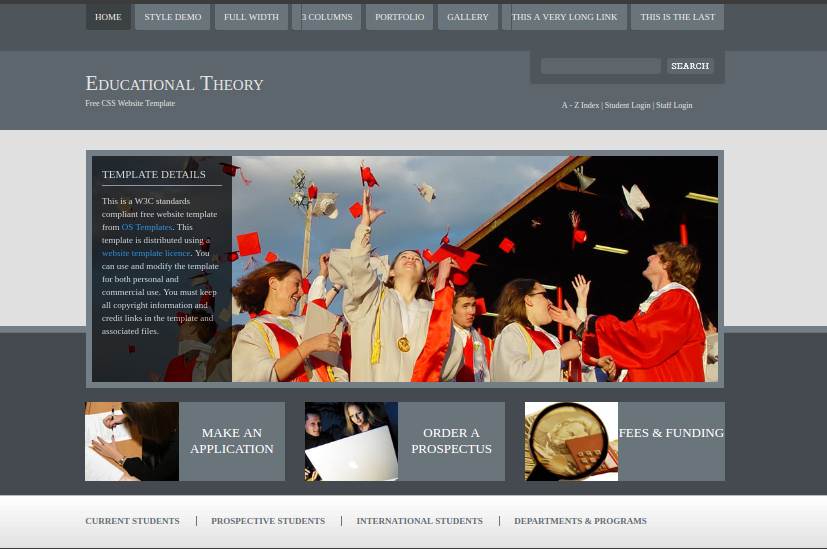 HOME STYLE DEMO FULL WIDTH 3 COLUMNS PORTFOLIO GALLERY THIS A VERY LONG LINK THIS IS THE LAST
SEARCH
Educational Theory
Free CSS Website Template
A - Z Index | Student Login | Staff Login
TEMPLATE DETAILS
This is a W3C standards
compliant free website template
from OS Templates. This
template is distributed using a
website template licence. You
can use and modify the template
for both personal and
commercial use. You must keep
all copyright information and
credit links in the template and
associated files.
MAKE AN
APPLICATION
ORDER A
PROSPECTUS
FEES & FUNDING
CURRENT STUDENTS PROSPECTIVE STUDENTS INTERNATIONAL STUDENTS DEPARTMENTS & PROGRAMS